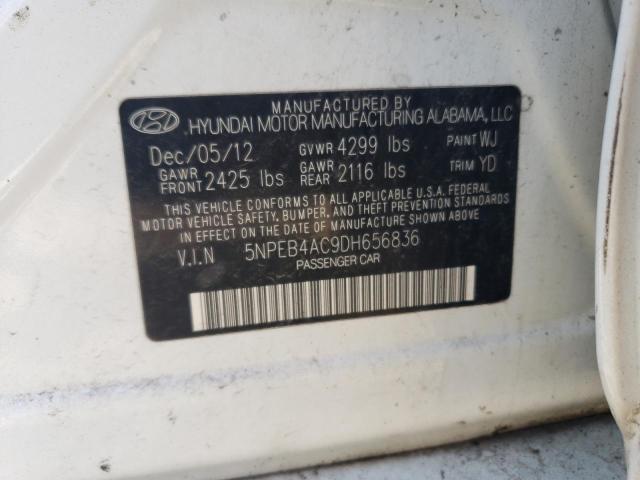 MANUFACTURED BY
HYUNDAI MOTOR MANUFACTURING ALABAMA, LLC
Dec/05/12 GVWR 4299 lbs PAINT WJ
GAWR FRONT 2425 lbs GAWR REAR 2116 lbs TRIM YD
THIS VEHICLE CONFORMS TO ALL APPLICABLE U.S.A. FEDERAL
MOTOR VEHICLE SAFETY, BUMPER, AND THEFT PREVENTION STANDARDS
IN EFFECT ON THE DATE OF MANUFACTURE SHOWN ABOVE.
V.I.N 5NPEB4AC9DH656836
PASSENGER CAR